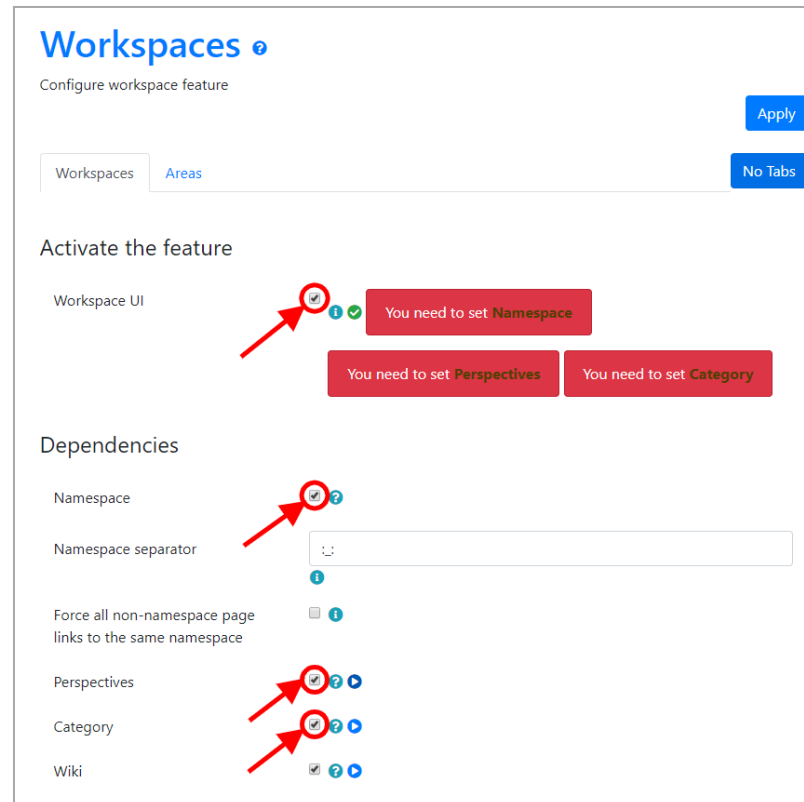 Workspaces
Configure workspace feature
Apply
Workspaces Areas
No Tabs
Activate the feature
Workspace UI
You need to set Namespace
You need to set Perspectives
You need to set Category
Dependencies
Namespace
Namespace separator
:_:
Force all non-namespace page
links to the same namespace
Perspectives
Category
Wiki